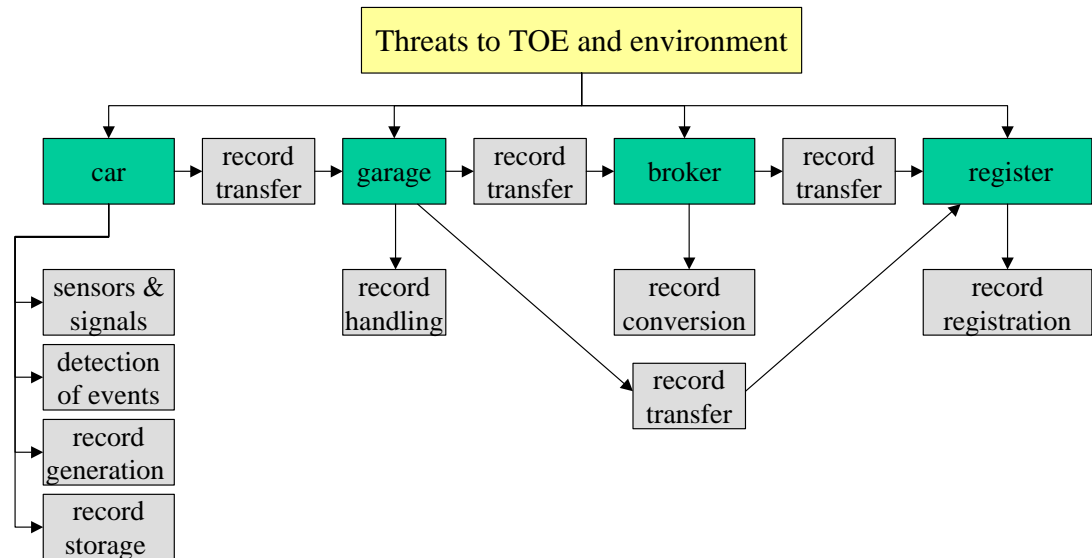 Threats to TOE and environment
car
record
transfer
garage
record
transfer
broker
record
transfer
register
sensors &
signals
detection
of events
record
generation
record
storage
record
handling
record
conversion
record
transfer
record
registration